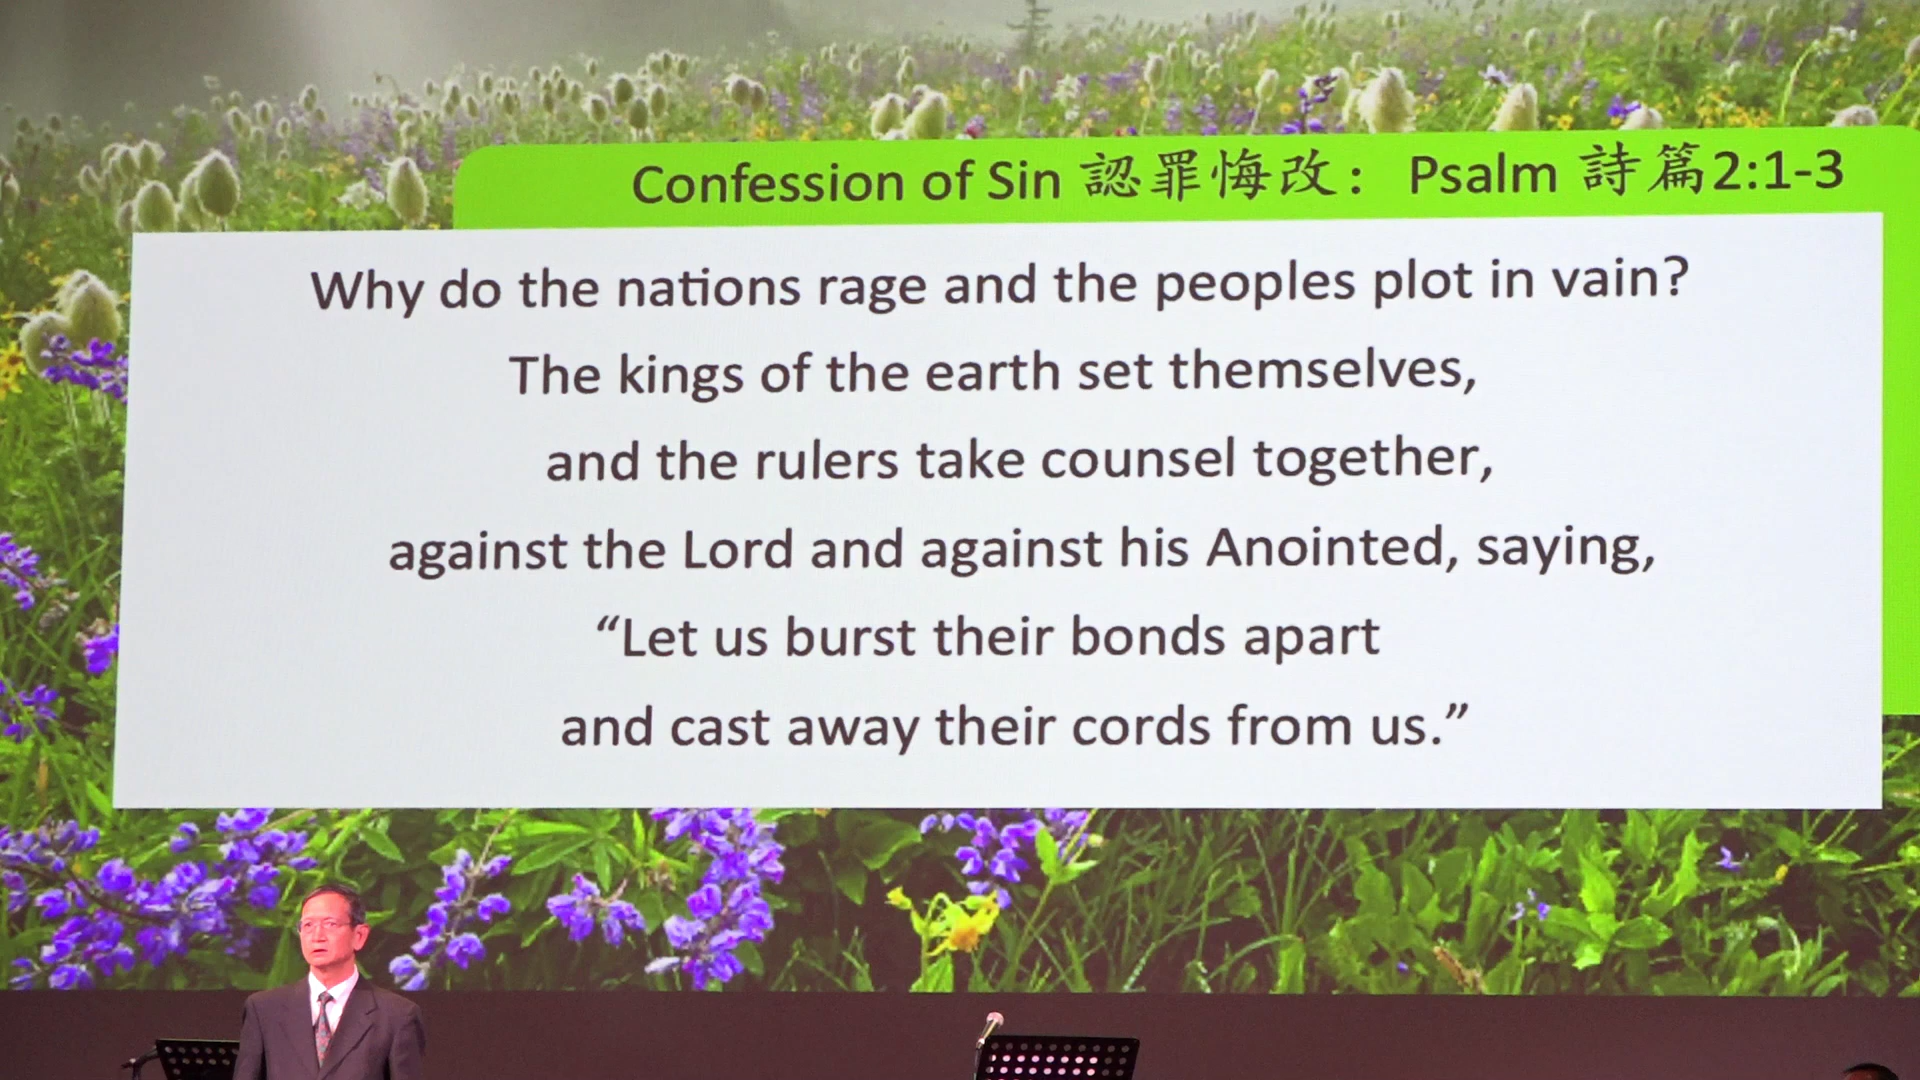 Confession of Sin 認罪悔改： Psalm 詩篇2:1-3
Why do the nations rage and the peoples plot in vain?
The kings of the earth set themselves,
and the rulers take counsel together,
against the Lord and against his Anointed, saying,
“Let us burst their bonds apart
and cast away their cords from us.”